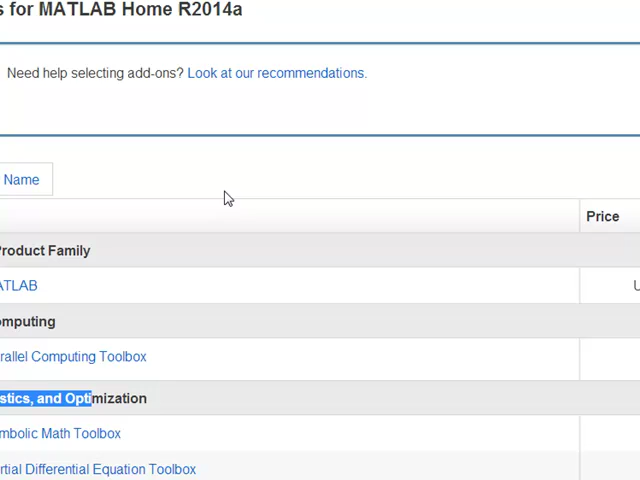 s for MATLAB Home R2014a
Need help selecting add-ons? Look at our recommendations.
Name
Price
Product Family
ATLAB
U
omputing
rallel Computing Toolbox
stics, and Optimization
mbolic Math Toolbox
rtial Differential Equation Toolbox